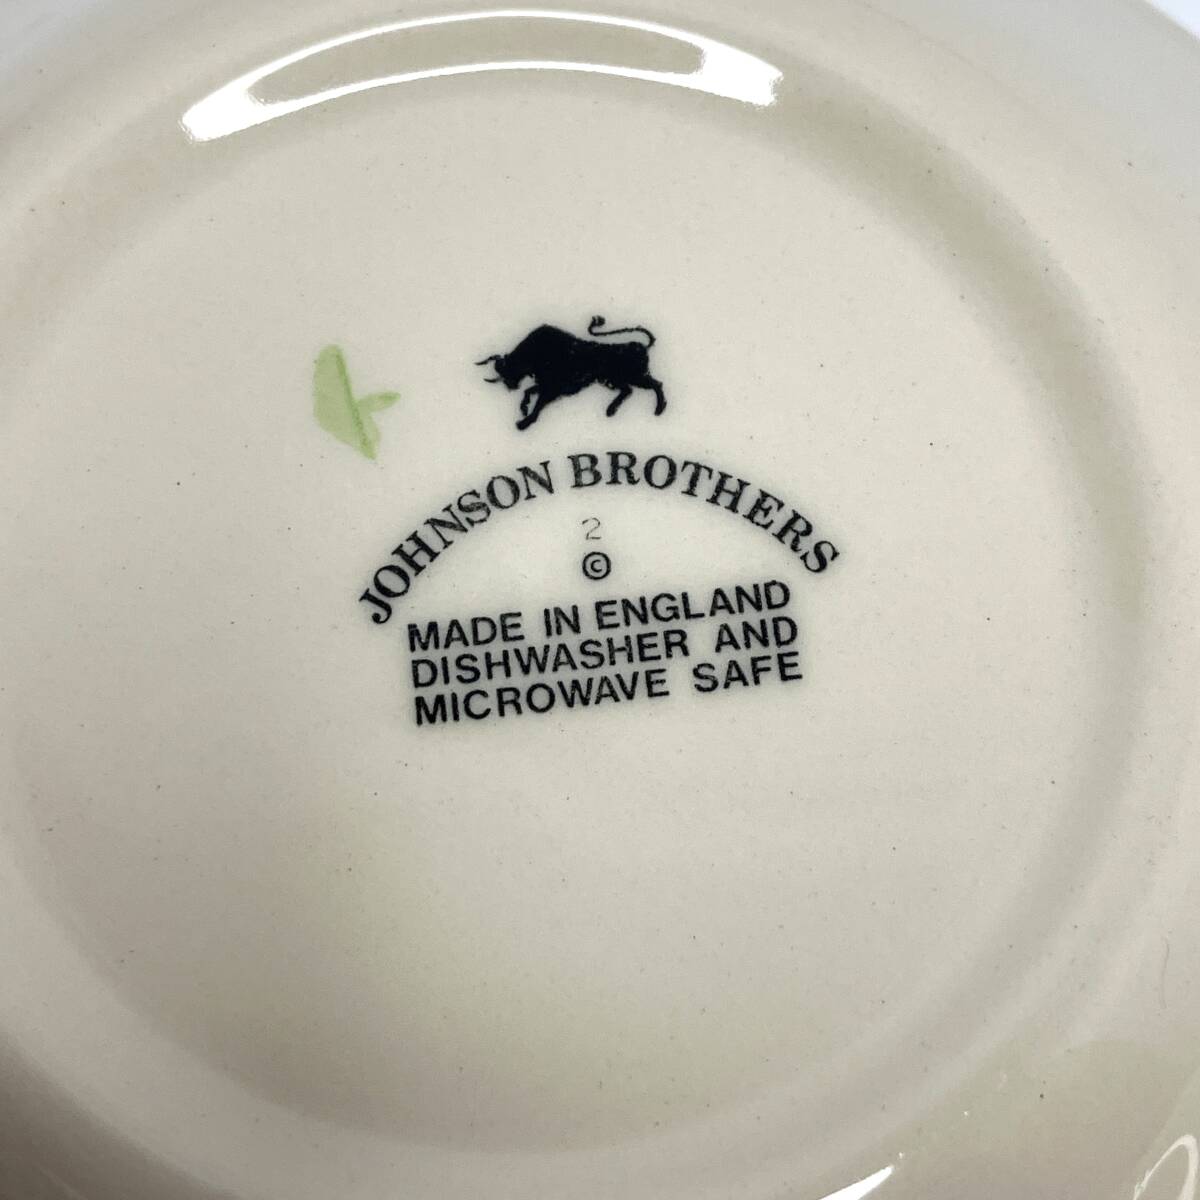 JOHNSON BROTHERS
2
©
MADE IN ENGLAND
DISHWASHER AND
MICROWAVE SAFE